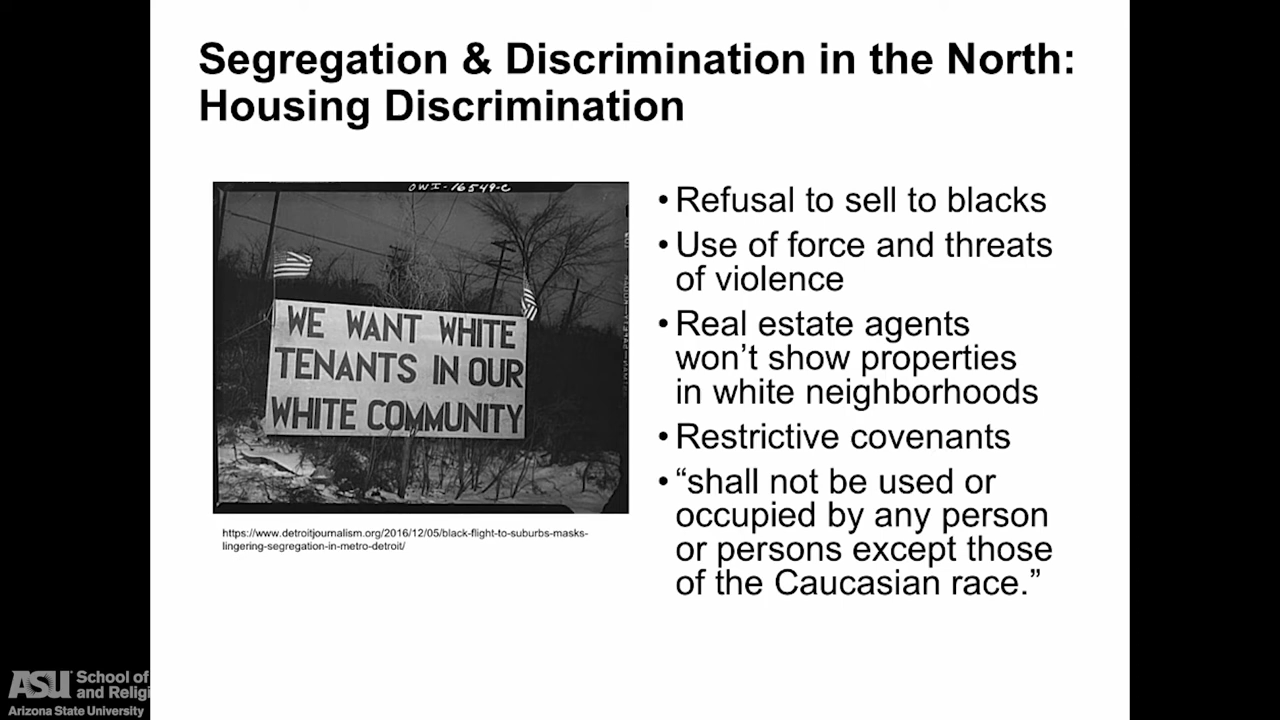 Segregation & Discrimination in the North:
Housing Discrimination
OWI-16549-C
WE WANT WHITE
TENANTS IN OUR
WHITE COMMUNITY
https://www.detroitjournalism.org/2016/12/05/black-flight-to-suburbs-masks-
lingering-segregation-in-metro-detroit/
•Refusal to sell to blacks
•Use of force and threats
of violence
•Real estate agents
won’t show properties
in white neighborhoods
•Restrictive covenants
•“shall not be used or
occupied by any person
or persons except those
of the Caucasian race.”
ASU School of
and Religi
Arizona State University